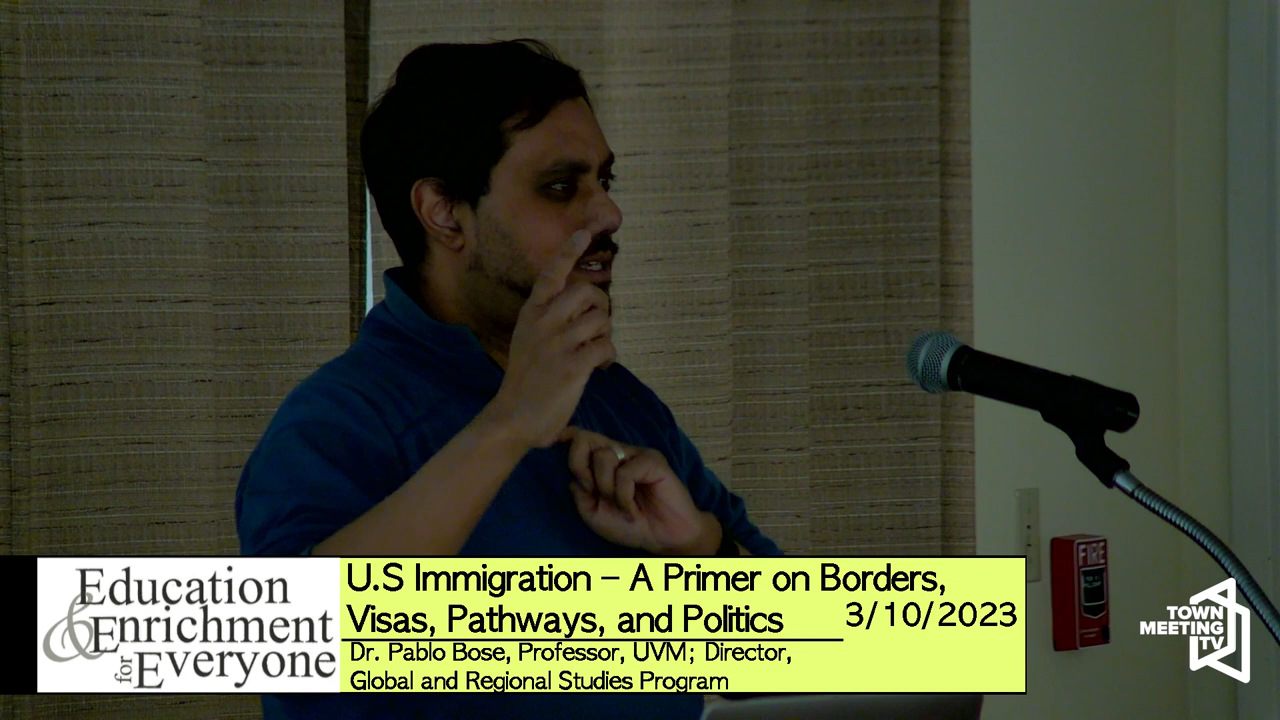 FIRE
TOWN
MEETING
TV
Education
& Enrichment
for Everyone
U.S Immigration – A Primer on Borders,
Visas, Pathways, and Politics
3/10/2023
Dr. Pablo Bose, Professor, UVM; Director,
Global and Regional Studies Program